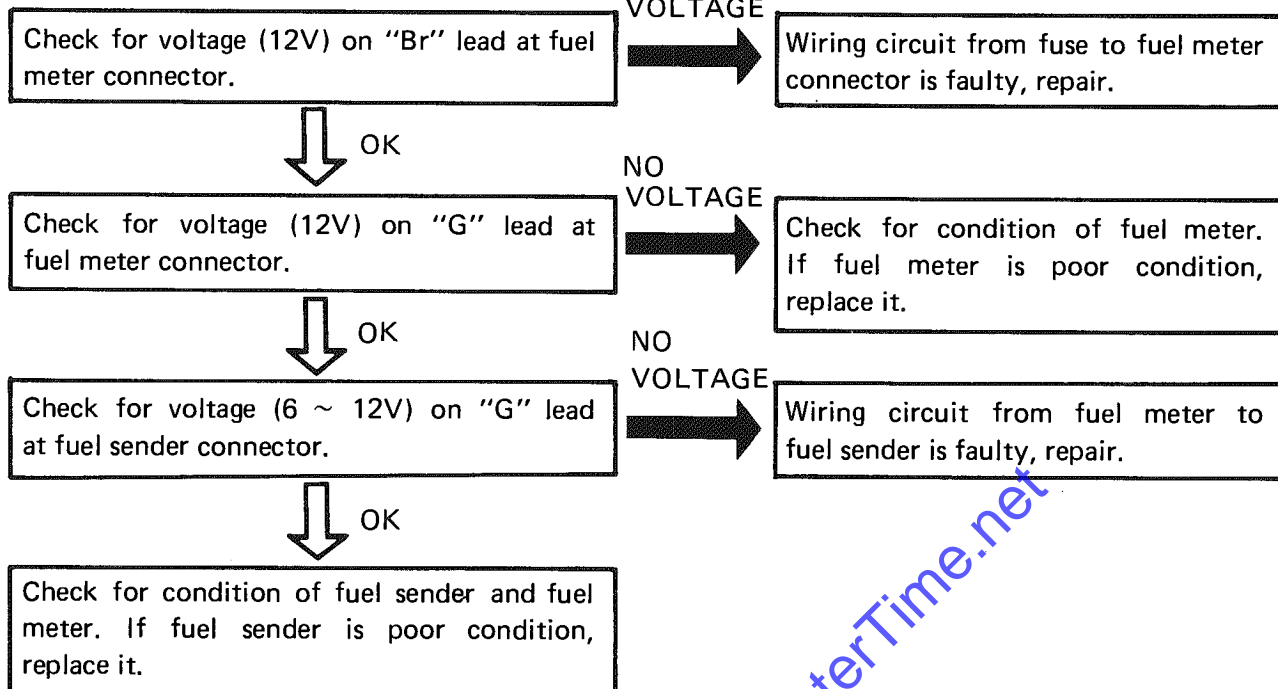 VOLTAGE
Check for voltage (12V) on "Br" lead at fuel
meter connector.
Wiring circuit from fuse to fuel meter
connector is faulty, repair.
OK
NO
VOLTAGE
Check for voltage (12V) on "G" lead at
fuel meter connector.
Check for condition of fuel meter.
If fuel meter is poor condition,
replace it.
OK
NO
VOLTAGE
Check for voltage (6 ~ 12V) on "G" lead
at fuel sender connector.
Wiring circuit from fuel meter to
fuel sender is faulty, repair.
OK
Check for condition of fuel sender and fuel
meter. If fuel sender is poor condition,
replace it.
terTime.net